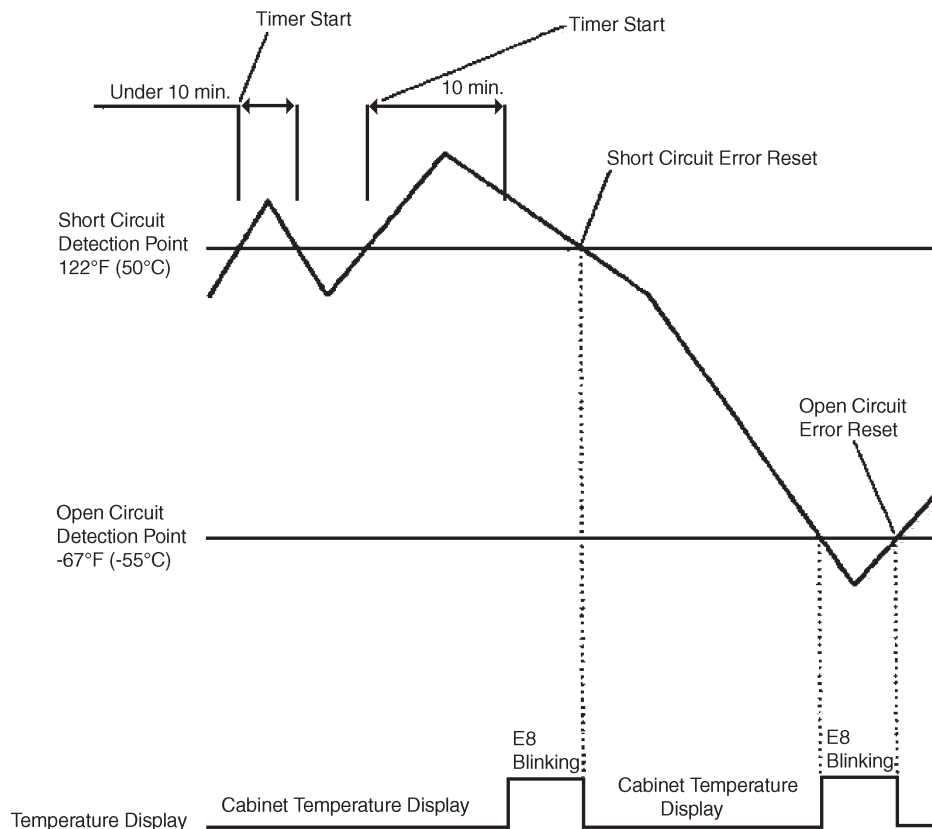 Timer Start
Timer Start
Under 10 min.
10 min.
Short Circuit Error Reset
Short Circuit
Detection Point
122°F (50°C)
Open Circuit
Error Reset
Open Circuit
Detection Point
-67°F (-55°C)
E8
Blinking
E8
Blinking
Cabinet Temperature Display
Cabinet Temperature
Display
Temperature Display